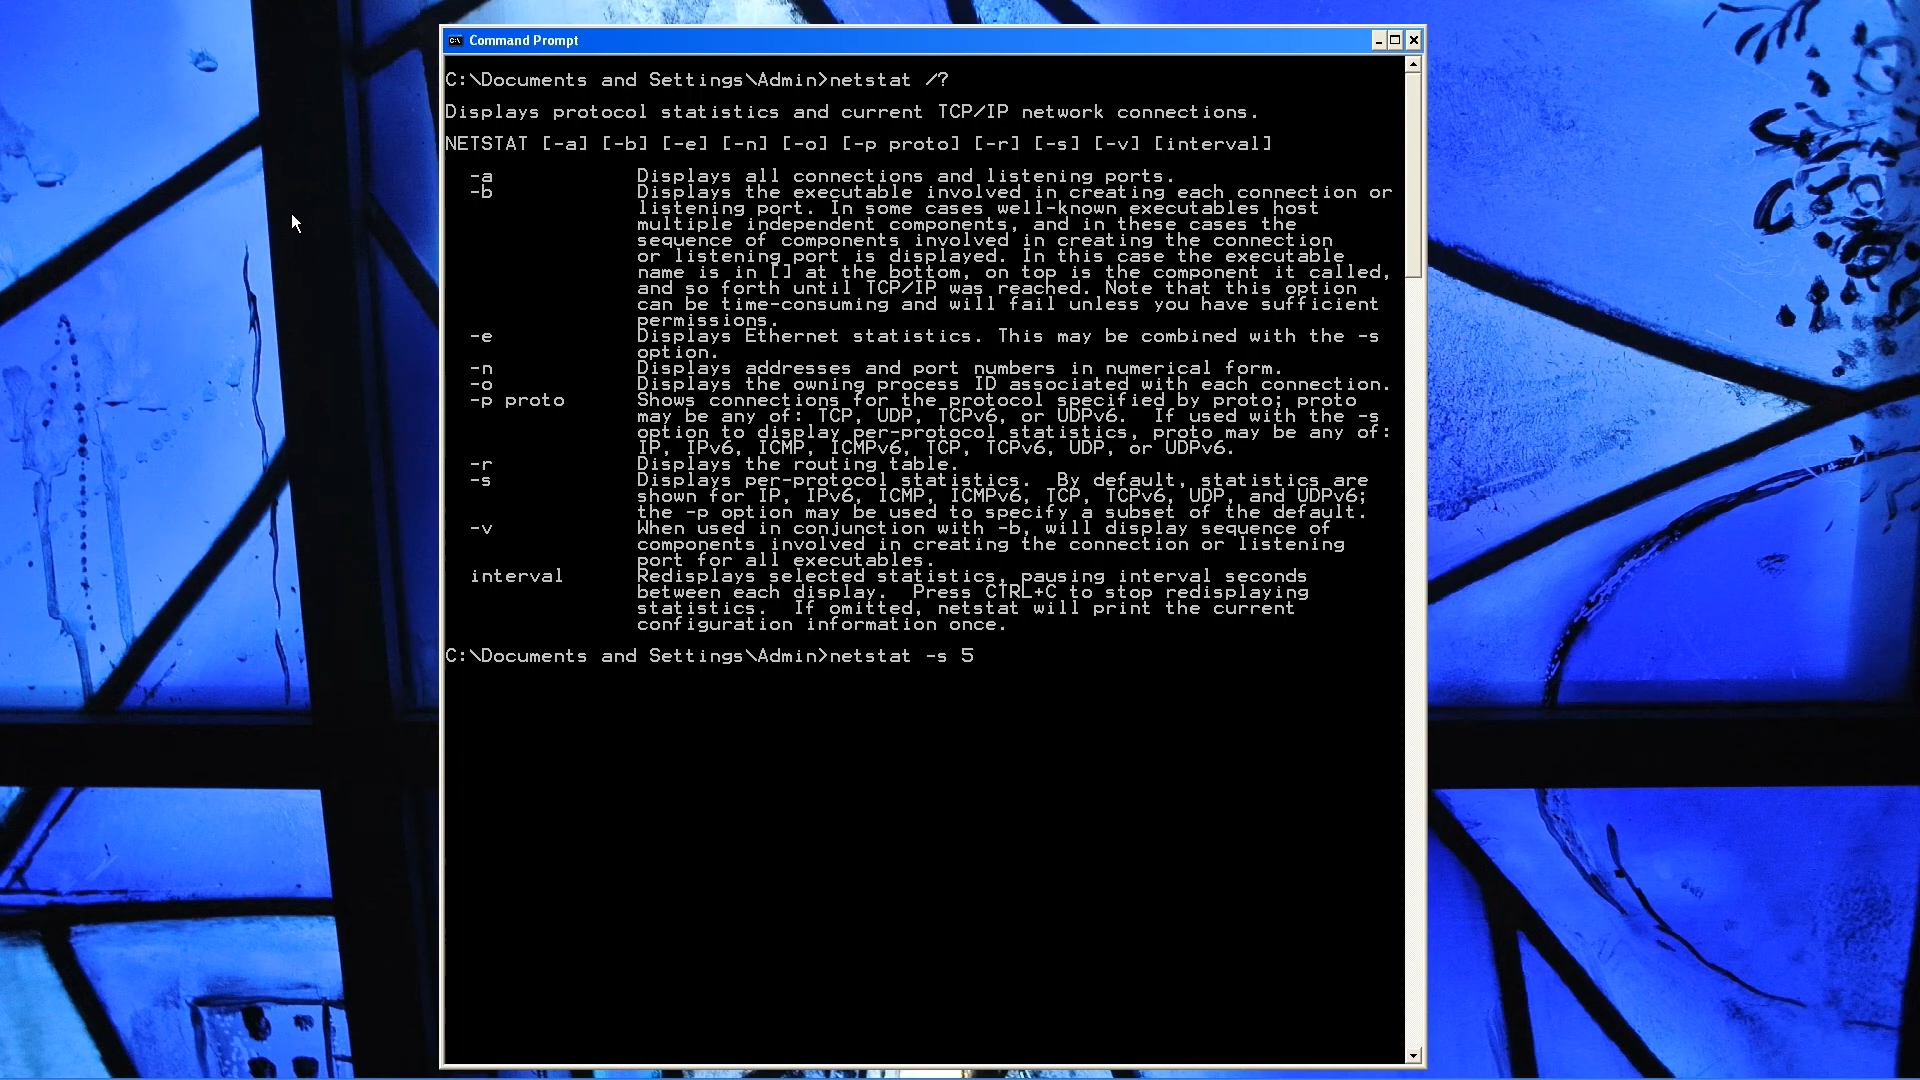 Command Prompt
C:\Documents and Settings\Admin>netstat /?
Displays protocol statistics and current TCP/IP network connections.
NETSTAT [-a] [-b] [-e] [-n] [-o] [-p proto] [-r] [-s] [-v] [interval]
-a Displays all connections and listening ports.
-b Displays the executable involved in creating each connection or
listening port. In some cases well-known executables host
multiple independent components, and in these cases the
sequence of components involved in creating the connection
or listening port is displayed. In this case the executable
name is in [] at the bottom, on top is the component it called,
and so forth until TCP/IP was reached. Note that this option
can be time-consuming and will fail unless you have sufficient
permissions.
-e Displays Ethernet statistics. This may be combined with the -s
option.
-n Displays addresses and port numbers in numerical form.
-o Displays the owning process ID associated with each connection.
-p proto Shows connections for the protocol specified by proto; proto
may be any of: TCP, UDP, TCPv6, or UDPv6.  If used with the -s
option to display per-protocol statistics, proto may be any of:
IP, IPv6, ICMP, ICMPv6, TCP, TCPv6, UDP, or UDPv6.
-r Displays the routing table.
-s Displays per-protocol statistics.  By default, statistics are
shown for IP, IPv6, ICMP, ICMPv6, TCP, TCPv6, UDP, and UDPv6;
the -p option may be used to specify a subset of the default.
-v When used in conjunction with -b, will display sequence of
components involved in creating the connection or listening
port for all executables.
interval Redisplays selected statistics, pausing interval seconds
between each display.  Press CTRL+C to stop redisplaying
statistics.  If omitted, netstat will print the current
configuration information once.
C:\Documents and Settings\Admin>netstat -s 5